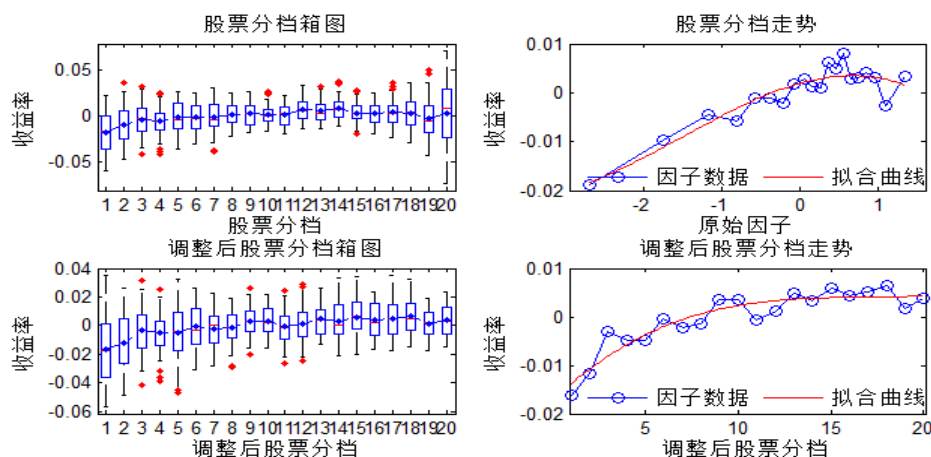 股票分档箱图
收益率
0.05
0
-0.05
1 2 3 4 5 6 7 8 9 10 11 12 13 14 15 16 17 18 19 20
股票分档
股票分档走势
收益率
0.01
0
-0.01
-0.02
-2 -1 0 1
因子数据
拟合曲线
原始因子
调整后股票分档箱图
收益率
0.04
0.02
0
-0.02
-0.04
-0.06
1 2 3 4 5 6 7 8 9 10 11 12 13 14 15 16 17 18 19 20
调整后股票分档
调整后股票分档走势
收益率
0.01
0
-0.01
-0.02
5 10 15 20
因子数据
拟合曲线
调整后股票分档